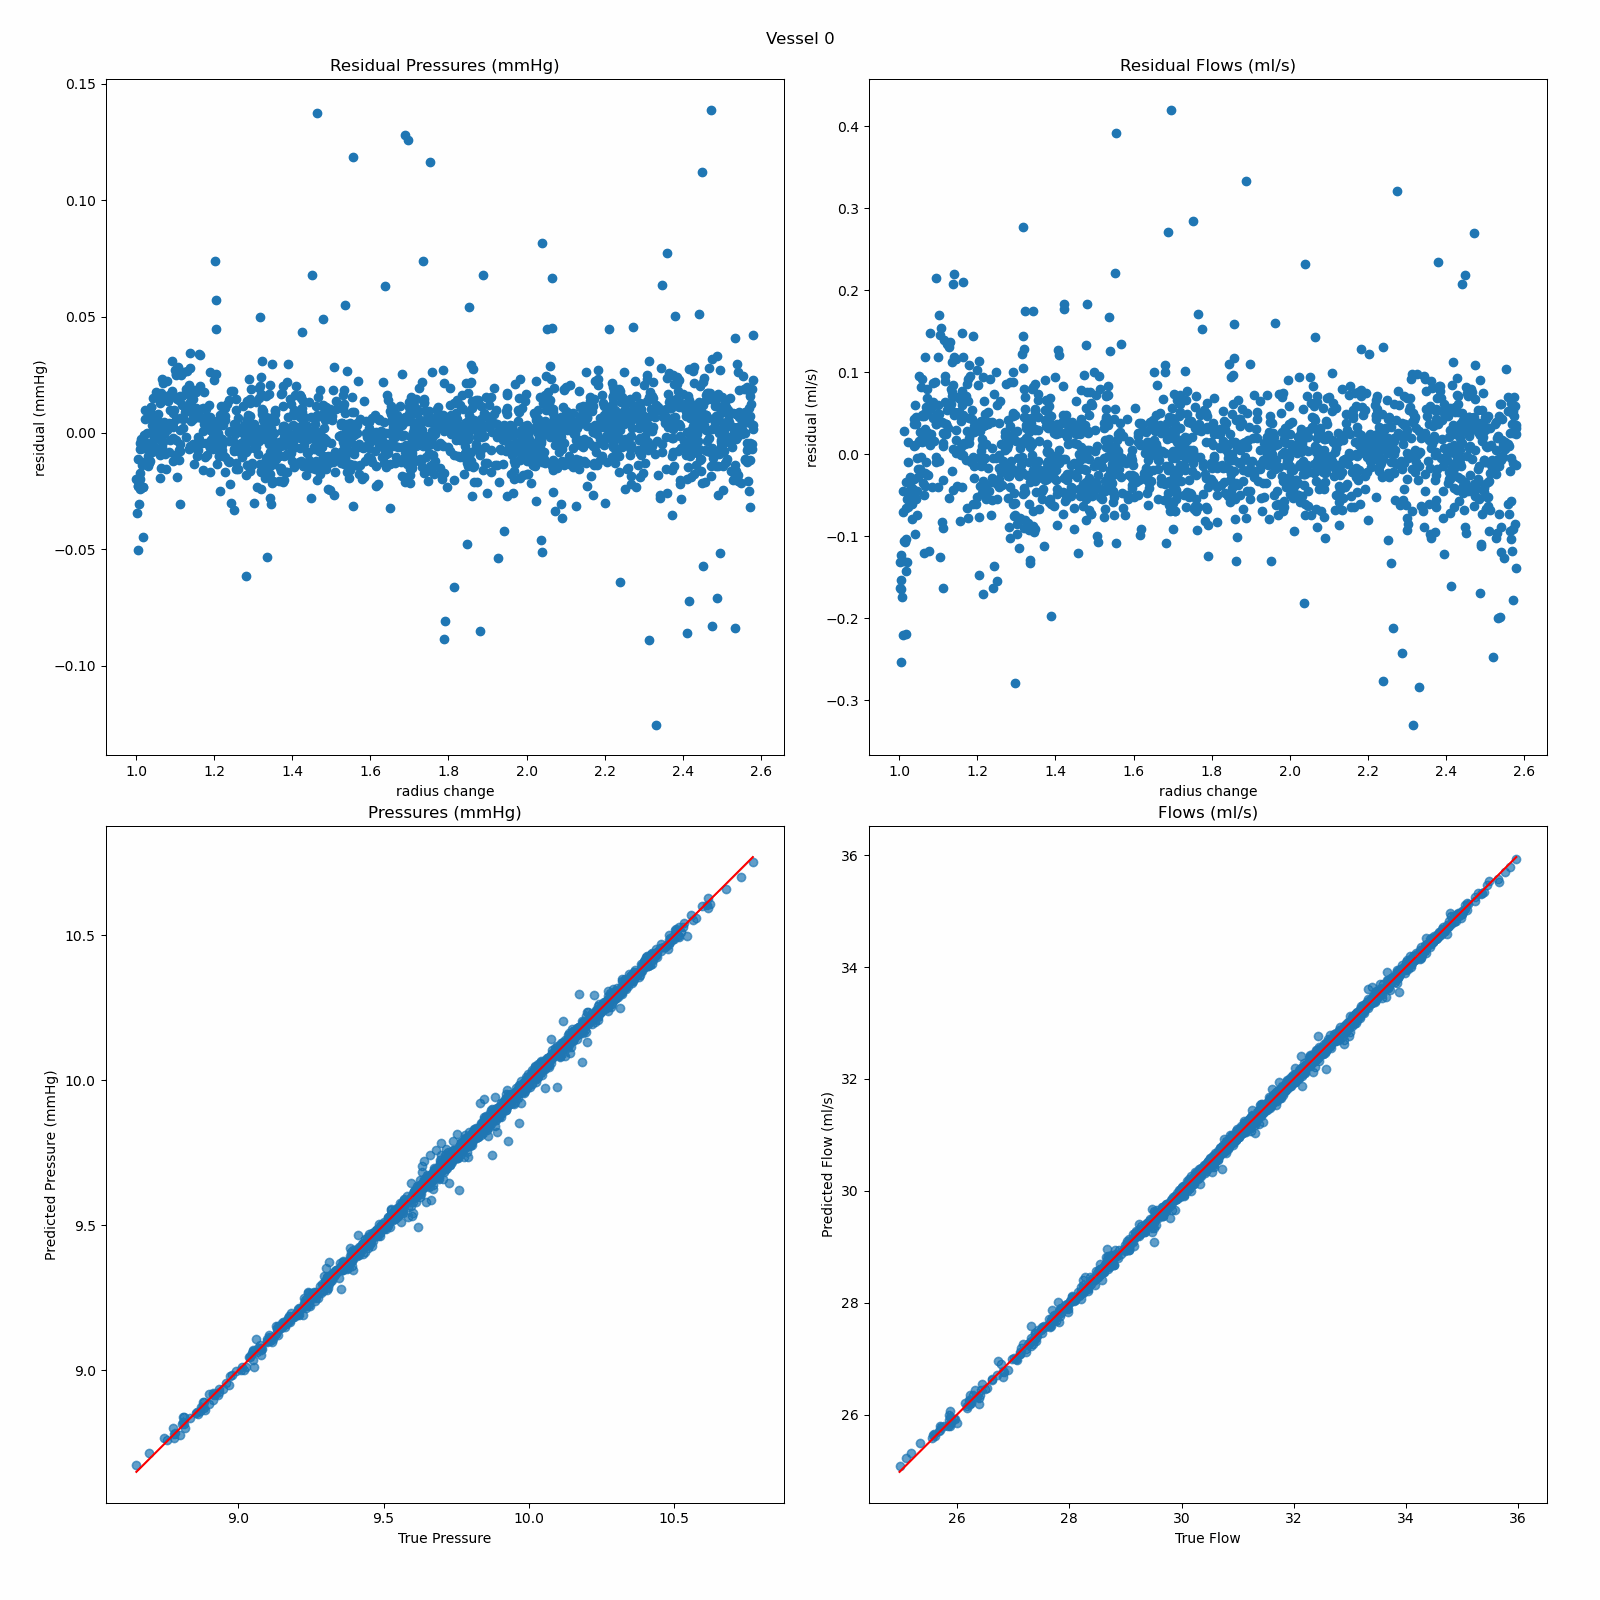 Vessel 0
Residual Pressures (mmHg)
residual (mmHg)
0.15
0.10
0.05
0.00
−0.05
−0.10
1.0 1.2 1.4 1.6 1.8 2.0 2.2 2.4 2.6
radius change
Residual Flows (ml/s)
residual (ml/s)
0.4
0.3
0.2
0.1
0.0
−0.1
−0.2
−0.3
1.0 1.2 1.4 1.6 1.8 2.0 2.2 2.4 2.6
radius change
Pressures (mmHg)
Predicted Pressure (mmHg)
10.5
10.0
9.5
9.0
9.0 9.5 10.0 10.5
True Pressure
Flows (ml/s)
Predicted Flow (ml/s)
36
34
32
30
28
26
26 28 30 32 34 36
True Flow